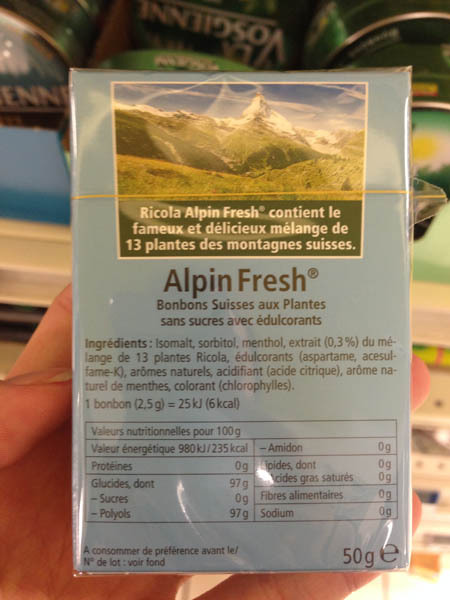 VOSGIENNE
Ricola Alpin Fresh® contient le
fameux et délicieux mélange de
13 plantes des montagnes suisses.
Alpin Fresh®
Bonbons Suisses aux Plantes
sans sucres avec édulcorants
Ingrédients : Isomalt, sorbitol, menthol, extrait (0,3 %) du mé-
lange de 13 plantes Ricola, édulcorants (aspartame, acesul-
fame-K), arômes naturels, acidifiant (acide citrique), arôme na-
turel de menthes, colorant (chlorophylles).
1 bonbon (2,5 g) = 25 kJ (6 kcal)
Valeurs nutritionnelles pour 100 g
Valeur énergétique 980 kJ / 235 kcal – Amidon 0 g
Protéines 0 g Lipides, dont 0 g
Glucides, dont 97 g Acides gras saturés 0 g
– Sucres 0 g Fibres alimentaires 0 g
– Polyols 97 g Sodium 0 g
A consommer de préférence avant le/
N° de lot : voir fond
50 g e